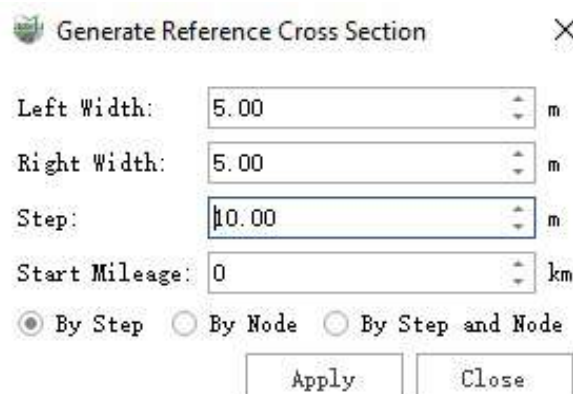 Generate Reference Cross Section
Left Width: 5.00 m
Right Width: 5.00 m
Step: 10.00 m
Start Mileage: 0 km
By Step By Node By Step and Node
Apply Close